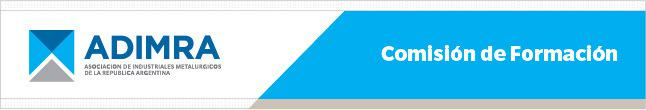 ADIMRA
ASOCIACIÓN DE INDUSTRIALES METALÚRGICOS
DE LA REPÚBLICA ARGENTINA
Comisión de Formación